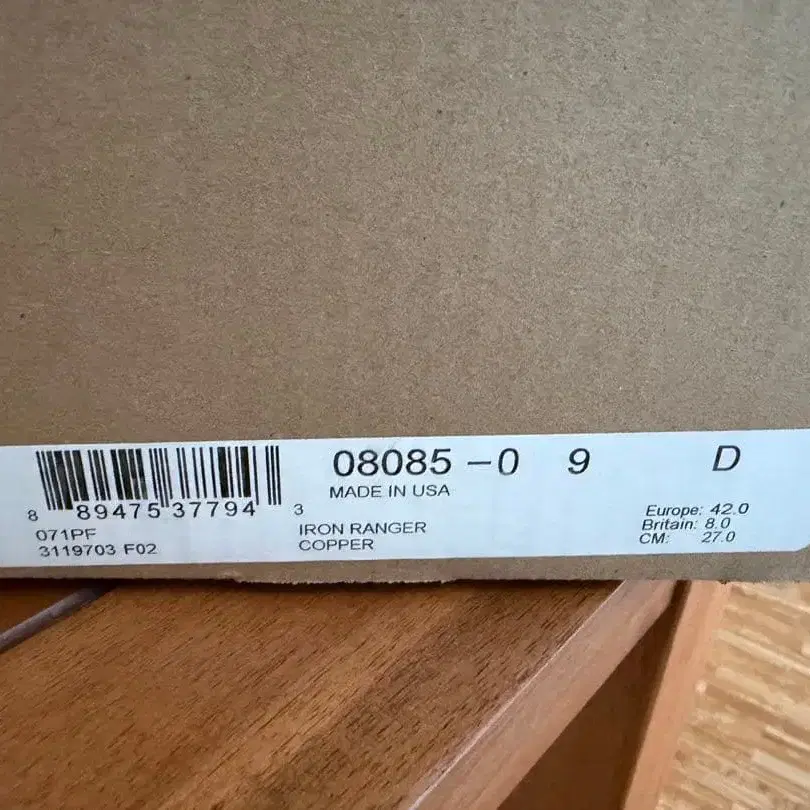 08085 -0 9 D
MADE IN USA
8 89475 37794 3
071PF
3119703 F02
IRON RANGER
COPPER
Europe: 42.0
Britain: 8.0
CM: 27.0